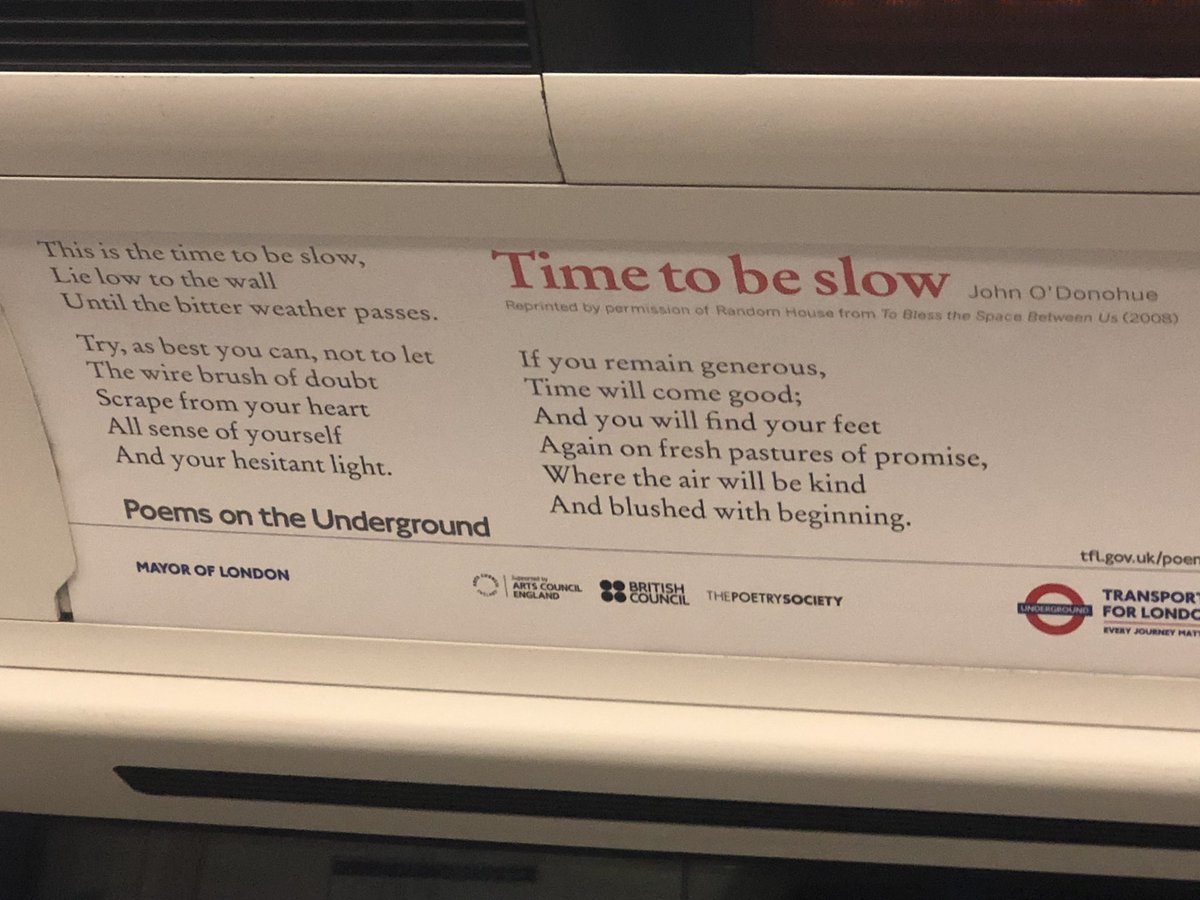 Time to be slow John O'Donohue
Reprinted by permission of Random House from To Bless the Space Between Us (2008)
This is the time to be slow,
Lie low to the wall
Until the bitter weather passes.
Try, as best you can, not to let
The wire brush of doubt
Scrape from your heart
All sense of yourself
And your hesitant light.
If you remain generous,
Time will come good;
And you will find your feet
Again on fresh pastures of promise,
Where the air will be kind
And blushed with beginning.
Poems on the Underground
tfl.gov.uk/poem
MAYOR OF LONDON
Supported by
ARTS COUNCIL
ENGLAND
BRITISH
COUNCIL
THEPOETRYSOCIETY
UNDERGROUND
TRANSPORT
FOR LONDO
EVERY JOURNEY MATT